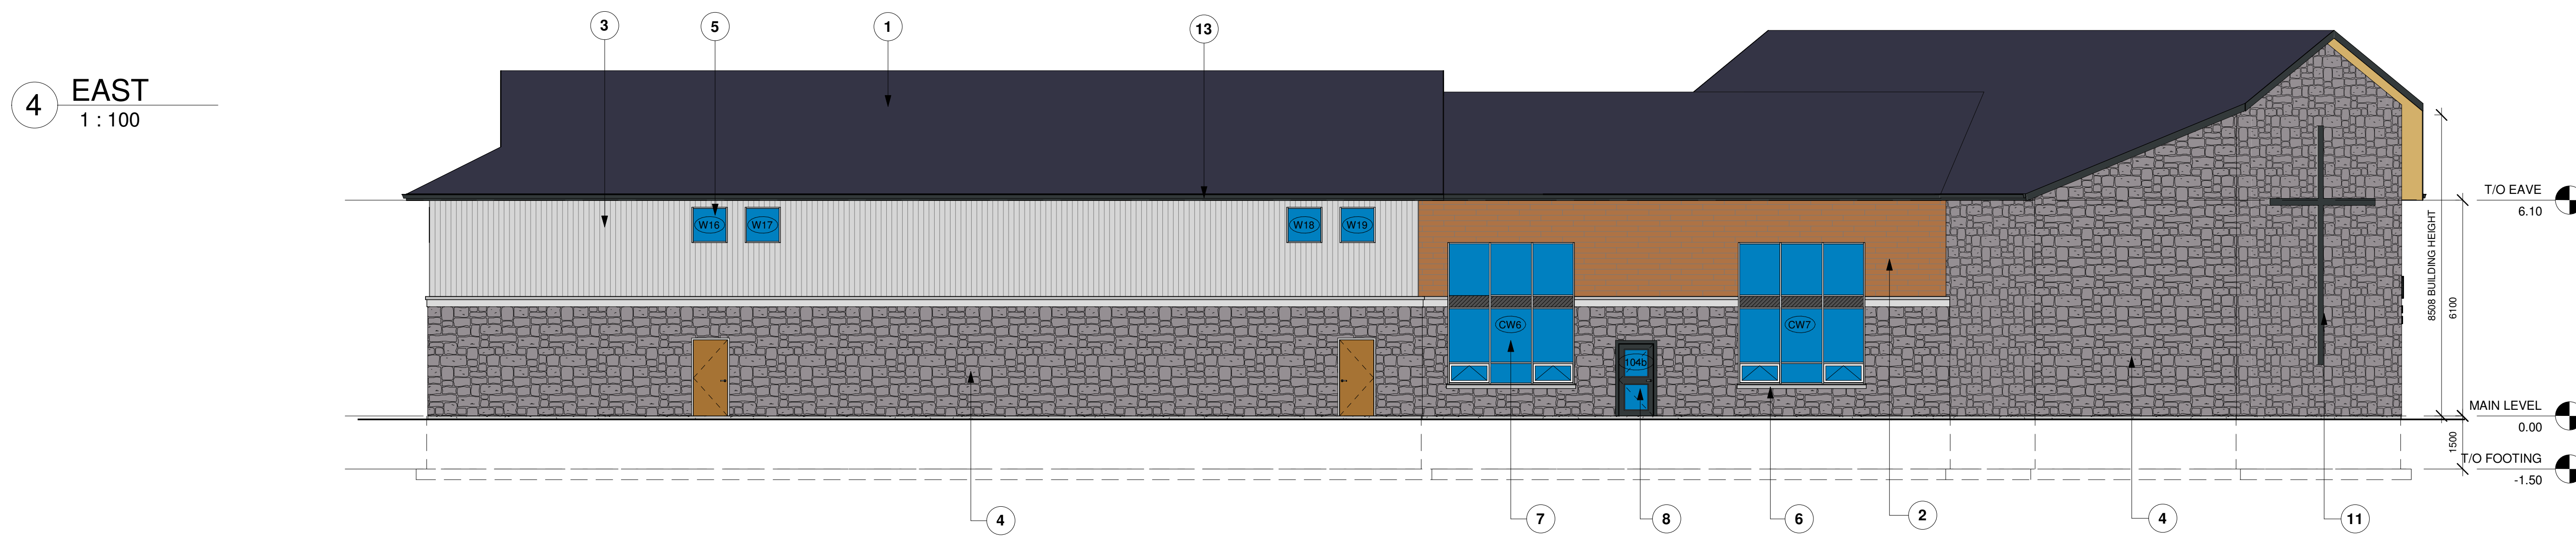 3
5
1
13
4 EAST
1 : 100
T/O EAVE
6.10
W16
W17
W18
W19
8508 BUILDING HEIGHT
6100
CW6
CW7
104b
MAIN LEVEL
0.00
1500
T/O FOOTING
-1.50
4
7
8
6
2
4
11